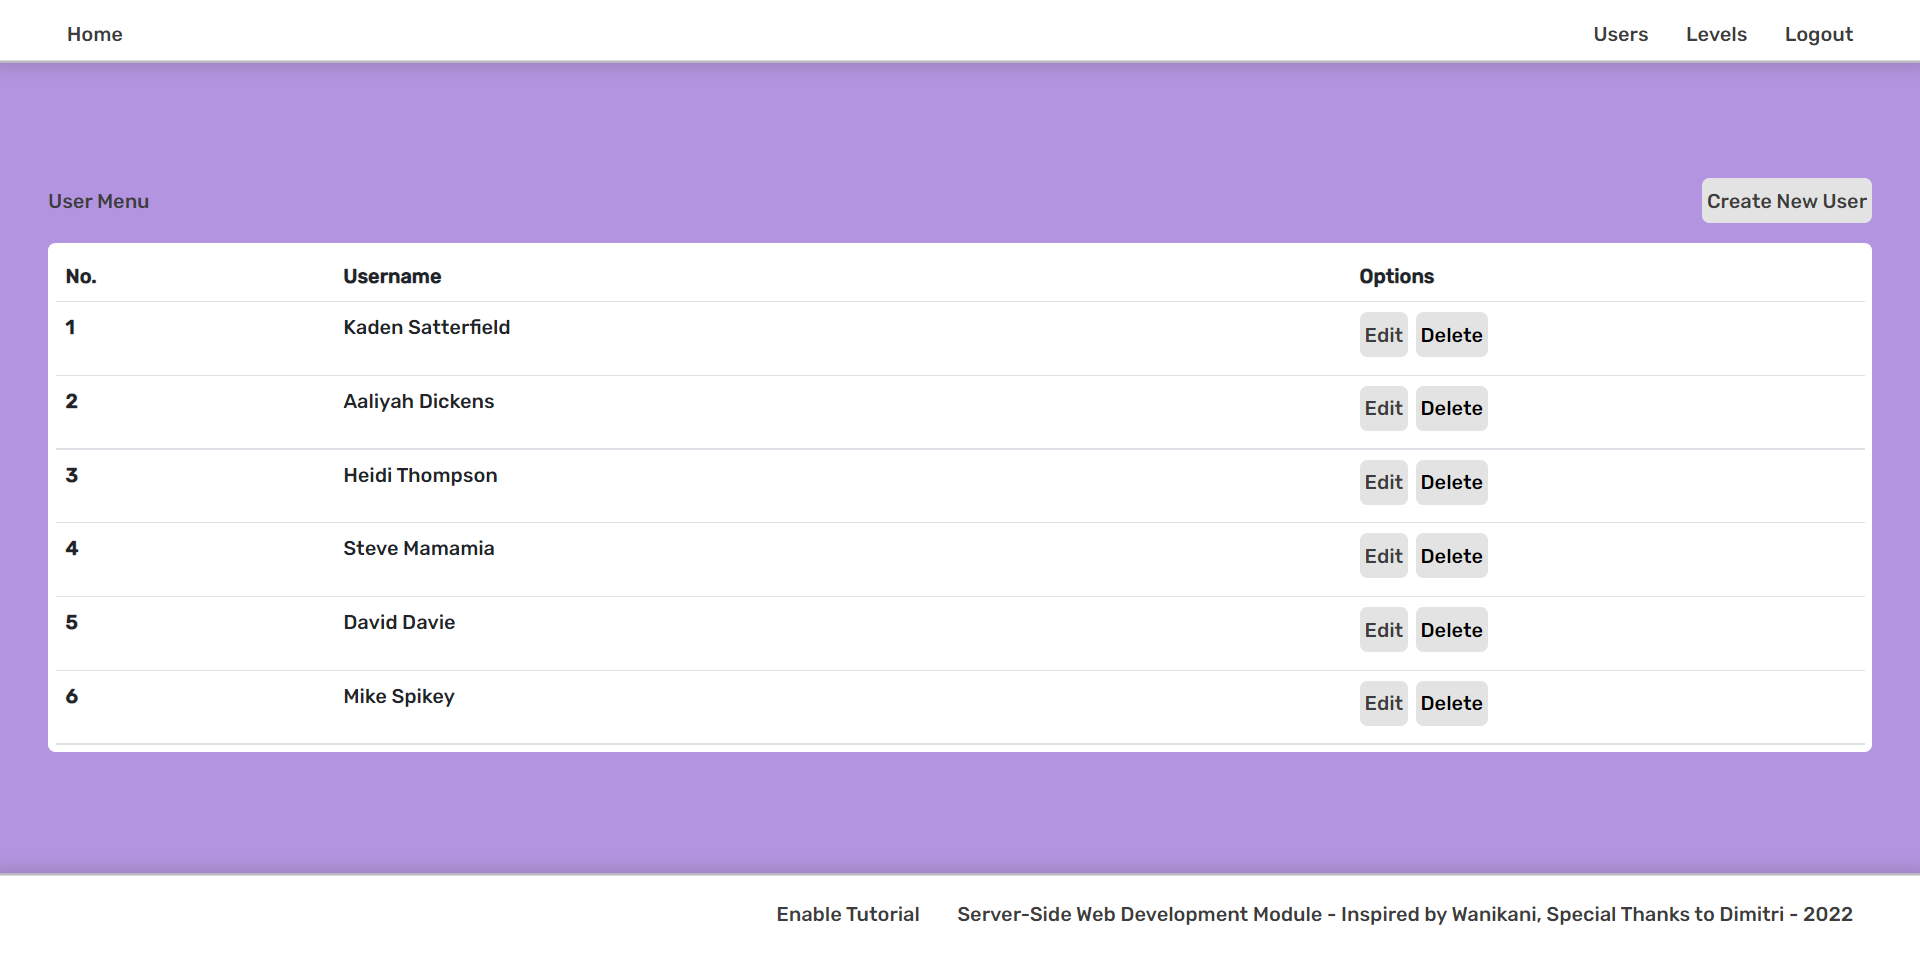 Home Users Levels Logout
User Menu Create New User
No. Username Options
1 Kaden Satterfield Edit Delete
2 Aaliyah Dickens Edit Delete
3 Heidi Thompson Edit Delete
4 Steve Mamamia Edit Delete
5 David Davie Edit Delete
6 Mike Spikey Edit Delete
Enable Tutorial Server-Side Web Development Module - Inspired by Wanikani, Special Thanks to Dimitri - 2022